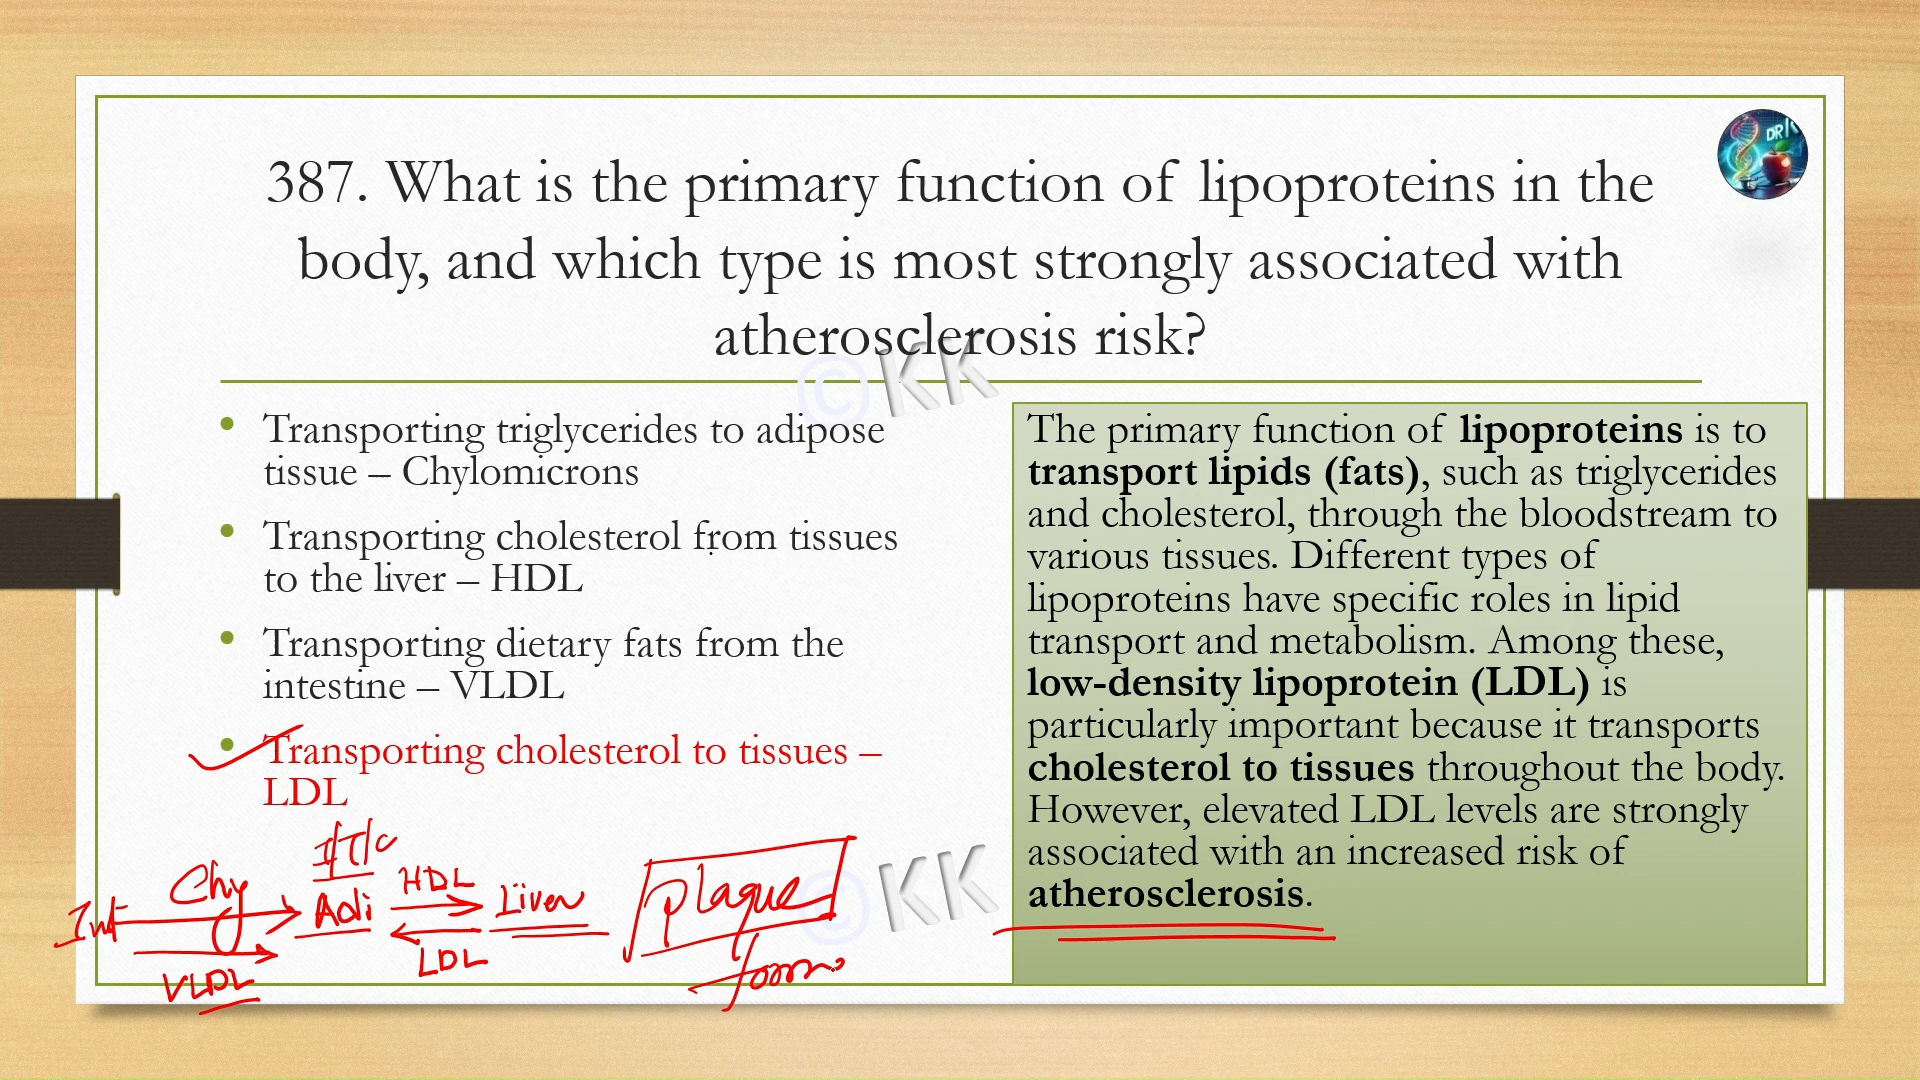 387. What is the primary function of lipoproteins in the
body, and which type is most strongly associated with
atherosclerosis risk?
DR
©KK
• Transporting triglycerides to adipose
tissue – Chylomicrons
• Transporting cholesterol from tissues
to the liver – HDL
• Transporting dietary fats from the
intestine – VLDL
• Transporting cholesterol to tissues –
LDL
The primary function of lipoproteins is to
transport lipids (fats), such as triglycerides
and cholesterol, through the bloodstream to
various tissues. Different types of
lipoproteins have specific roles in lipid
transport and metabolism. Among these,
low-density lipoprotein (LDL) is
particularly important because it transports
cholesterol to tissues throughout the body.
However, elevated LDL levels are strongly
associated with an increased risk of
atherosclerosis.
Int
Chy
VLDL
Adi
HDL
LDL
Liver
plaque
©KK